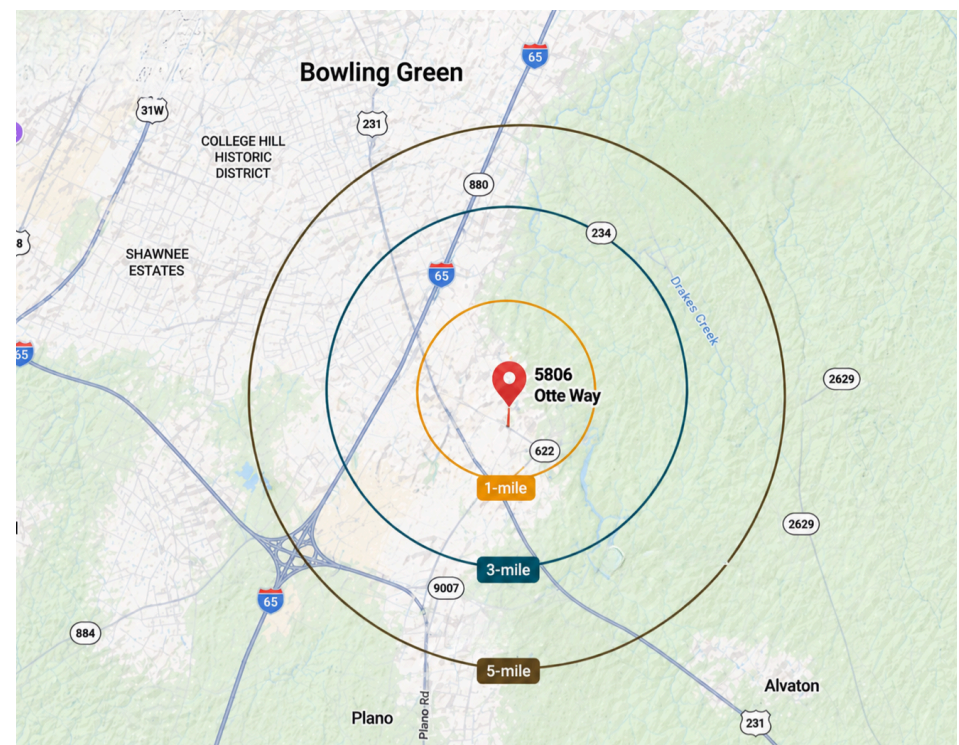 65
Bowling Green
31W
231
COLLEGE HILL
HISTORIC
DISTRICT
880
234
8
SHAWNEE
ESTATES
65
Drakes Creek
65
5806
Otte Way
2629
622
1-mile
2629
3-mile
9007
65
884
5-mile
Alvaton
Plano
Plano Rd
231